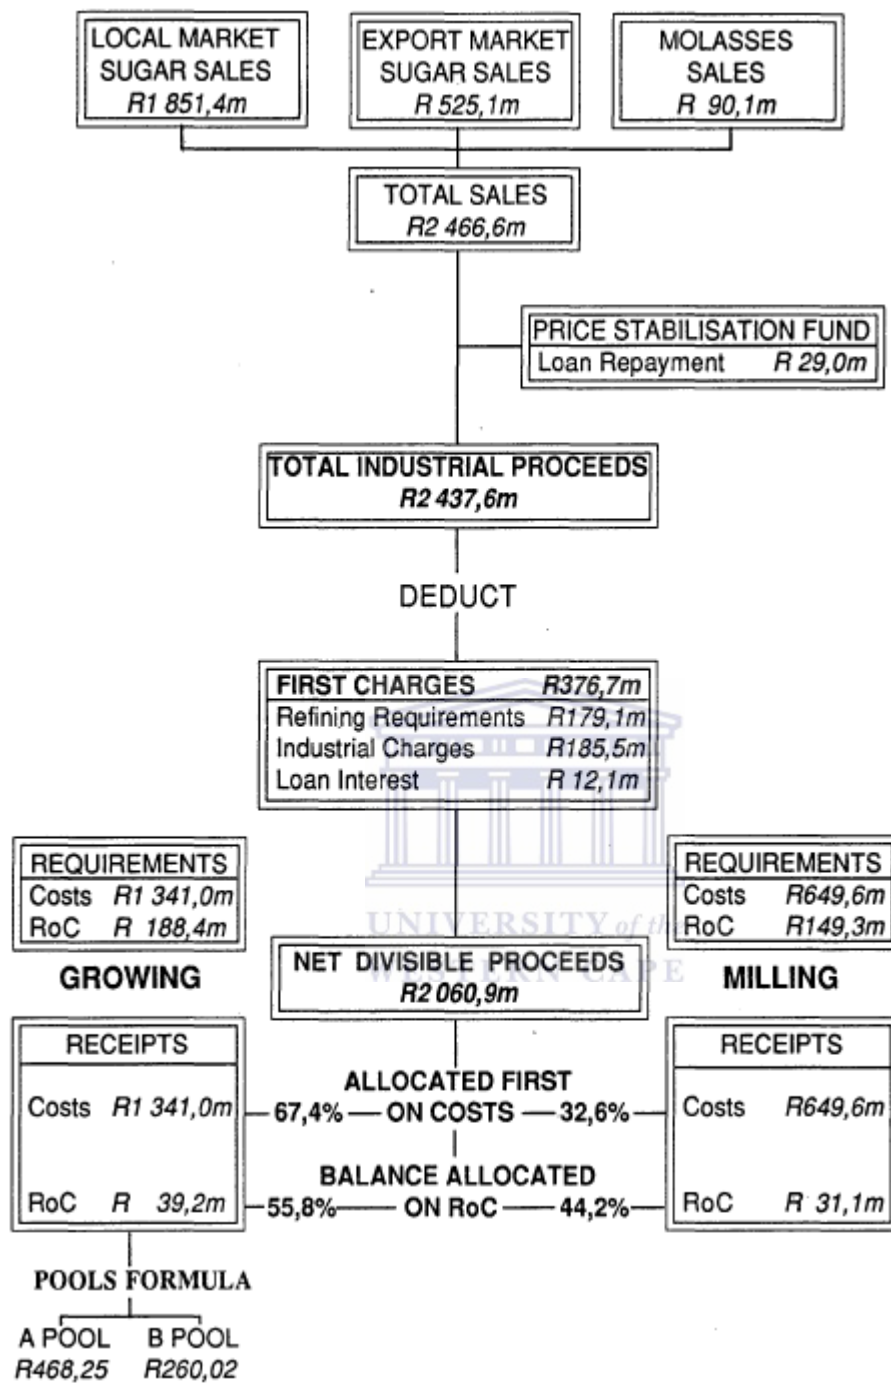 LOCAL MARKET
SUGAR SALES
R1 851,4m
EXPORT MARKET
SUGAR SALES
R 525,1m
MOLASSES
SALES
R 90,1m
TOTAL SALES
R2 466,6m
PRICE STABILISATION FUND
Loan Repayment R 29,0m
TOTAL INDUSTRIAL PROCEEDS
R2 437,6m
DEDUCT
FIRST CHARGES R376,7m
Refining Requirements R179,1m
Industrial Charges R185,5m
Loan Interest R 12,1m
REQUIREMENTS
Costs R1 341,0m
RoC R 188,4m
GROWING
REQUIREMENTS
Costs R649,6m
RoC R149,3m
MILLING
UNIVERSITY of the
WESTERN CAPE
NET DIVISIBLE PROCEEDS
R2 060,9m
RECEIPTS
Costs R1 341,0m
RoC R 39,2m
ALLOCATED FIRST
67,4% ON COSTS 32,6%
BALANCE ALLOCATED
55,8% ON RoC 44,2%
RECEIPTS
Costs R649,6m
RoC R 31,1m
POOLS FORMULA
A POOL B POOL
R468,25 R260,02